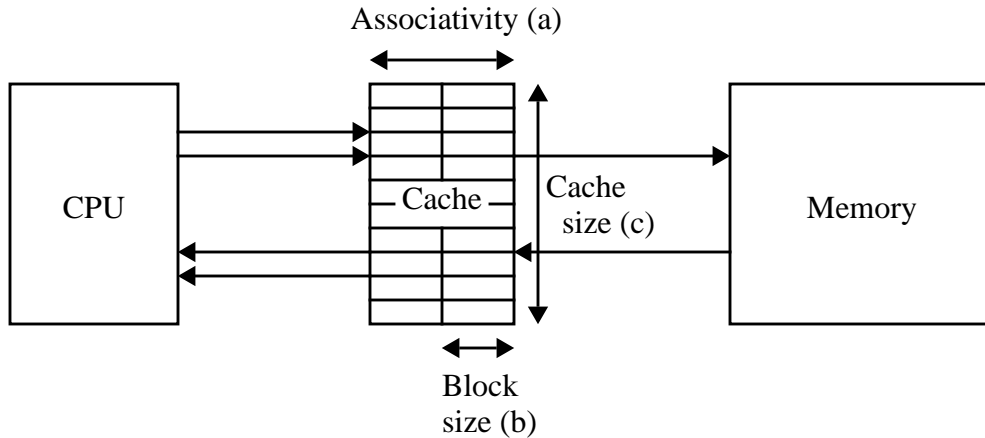 Associativity (a)
CPU
Cache
Cache
size (c)
Memory
Block
size (b)